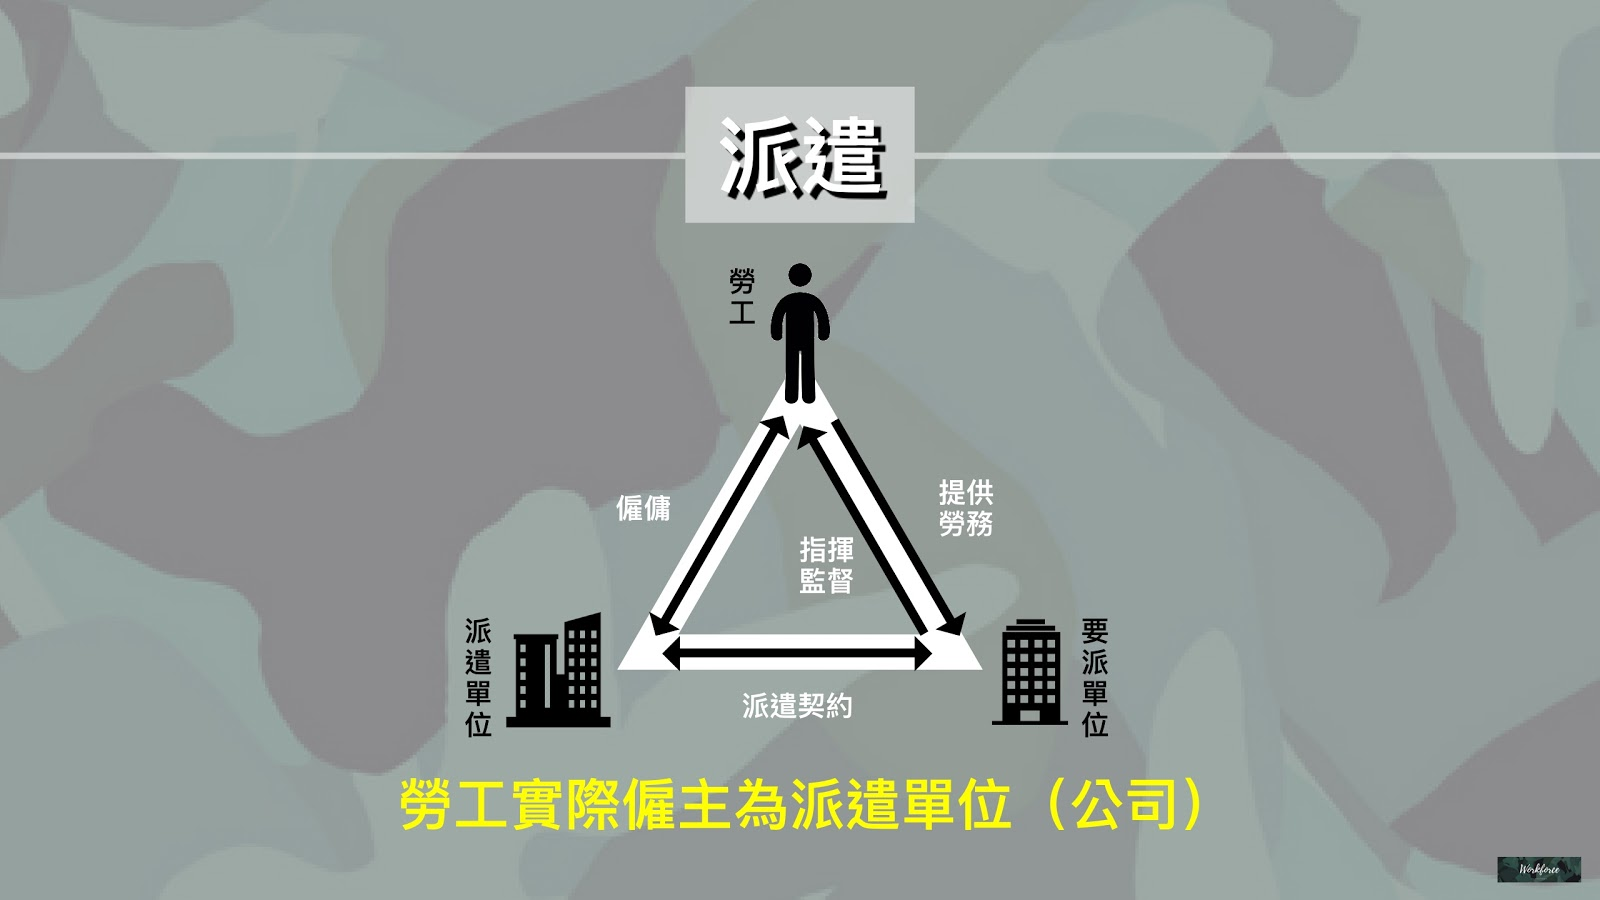 派遣
勞工
僱傭
提供
勞務
指揮
監督
派遣單位
要派單位
派遣契約
勞工實際僱主為派遣單位（公司）
Workforce